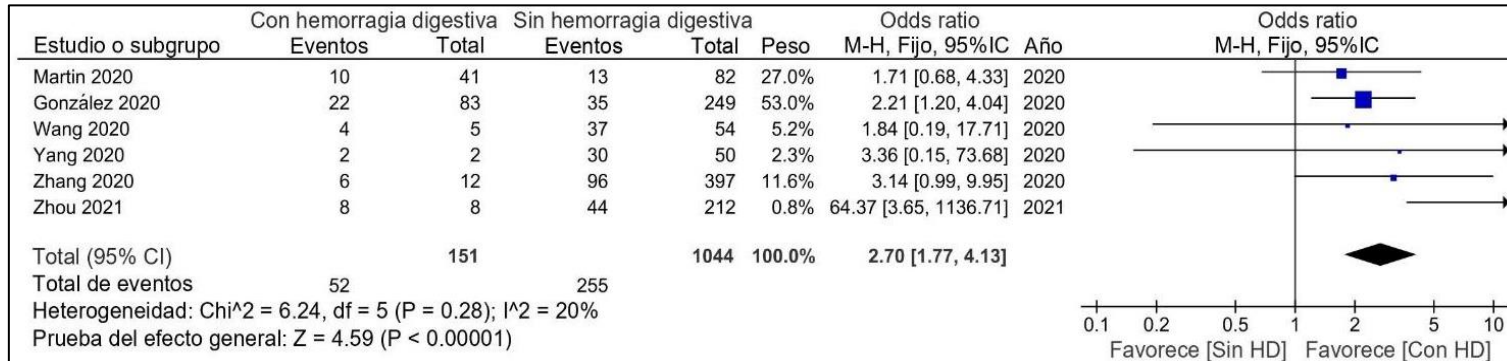 Con hemorragia digestiva Sin hemorragia digestiva Odds ratio Odds ratio
Estudio o subgrupo Eventos Total Eventos Total Peso M-H, Fijo, 95%IC Año M-H, Fijo, 95%IC
Martin 2020 10 41 13 82 27.0% 1.71 [0.68, 4.33] 2020
González 2020 22 83 35 249 53.0% 2.21 [1.20, 4.04] 2020
Wang 2020 4 5 37 54 5.2% 1.84 [0.19, 17.71] 2020
Yang 2020 2 2 30 50 2.3% 3.36 [0.15, 73.68] 2020
Zhang 2020 6 12 96 397 11.6% 3.14 [0.99, 9.95] 2020
Zhou 2021 8 8 44 212 0.8% 64.37 [3.65, 1136.71] 2021
Total (95% CI) 151 1044 100.0% 2.70 [1.77, 4.13]
Total de eventos 52 255
Heterogeneidad: Chi^2 = 6.24, df = 5 (P = 0.28); I^2 = 20%
Prueba del efecto general: Z = 4.59 (P < 0.00001)
0.1 0.2 0.5 1 2 5 10
Favorece [Sin HD] Favorece [Con HD]